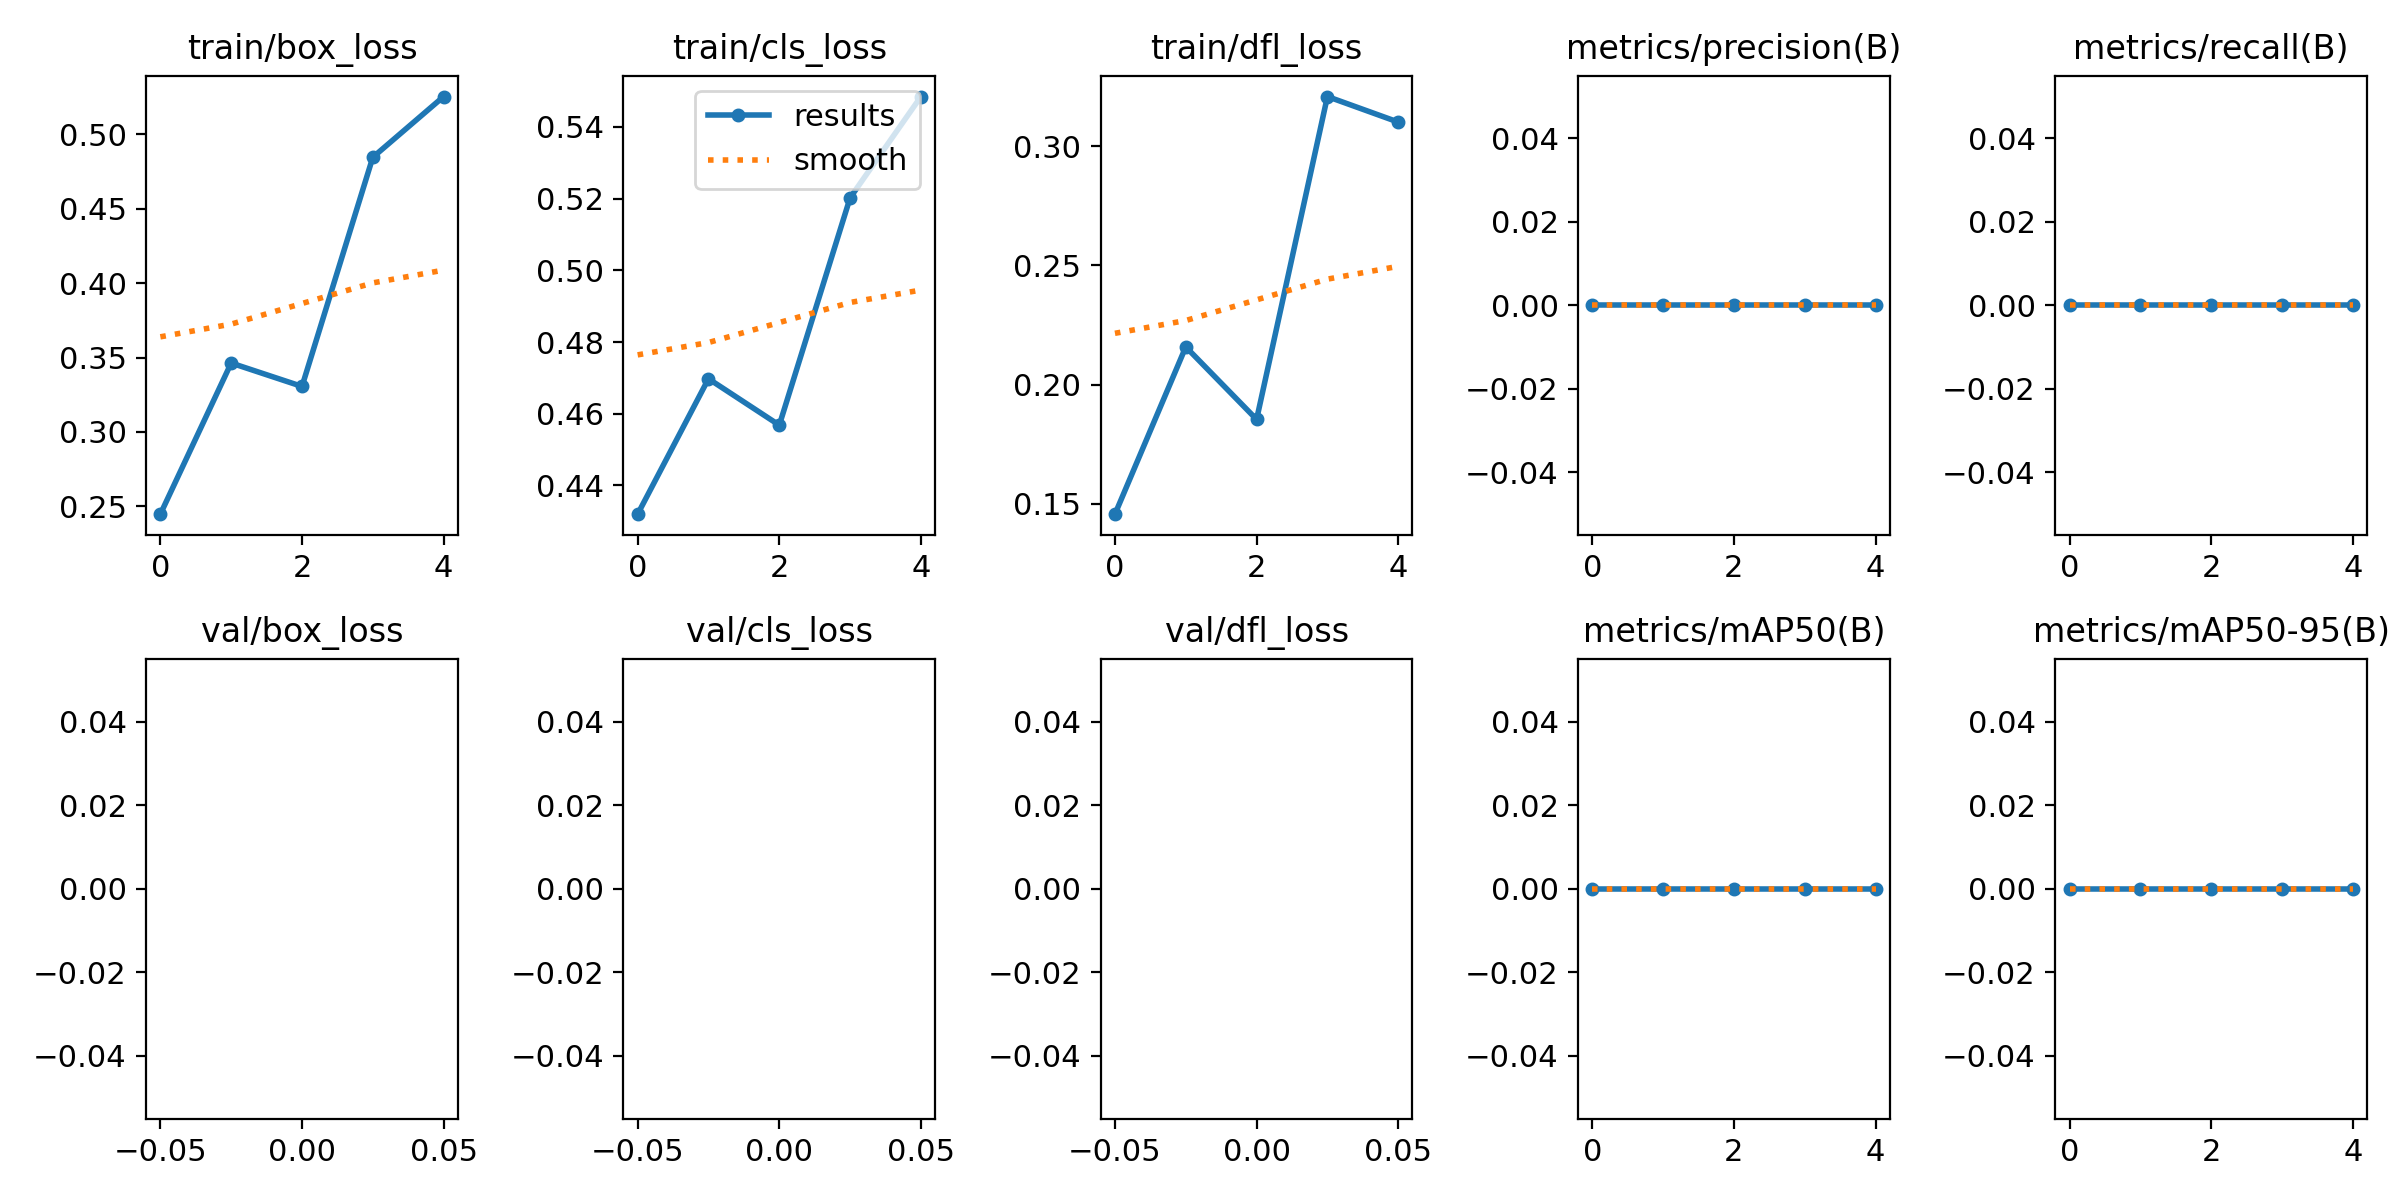 train/box_loss
train/cls_loss
train/dfl_loss
metrics/precision(B)
metrics/recall(B)
0.50
0.45
0.40
0.35
0.30
0.25
0 2 4
results
smooth
0.54
0.52
0.50
0.48
0.46
0.44
0 2 4
0.30
0.25
0.20
0.15
0 2 4
0.04
0.02
0.00
−0.02
−0.04
0 2 4
0.04
0.02
0.00
−0.02
−0.04
0 2 4
val/box_loss
val/cls_loss
val/dfl_loss
metrics/mAP50(B)
metrics/mAP50-95(B)
0.04
0.02
0.00
−0.02
−0.04
−0.05 0.00 0.05
0.04
0.02
0.00
−0.02
−0.04
−0.05 0.00 0.05
0.04
0.02
0.00
−0.02
−0.04
−0.05 0.00 0.05
0.04
0.02
0.00
−0.02
−0.04
0 2 4
0.04
0.02
0.00
−0.02
−0.04
0 2 4